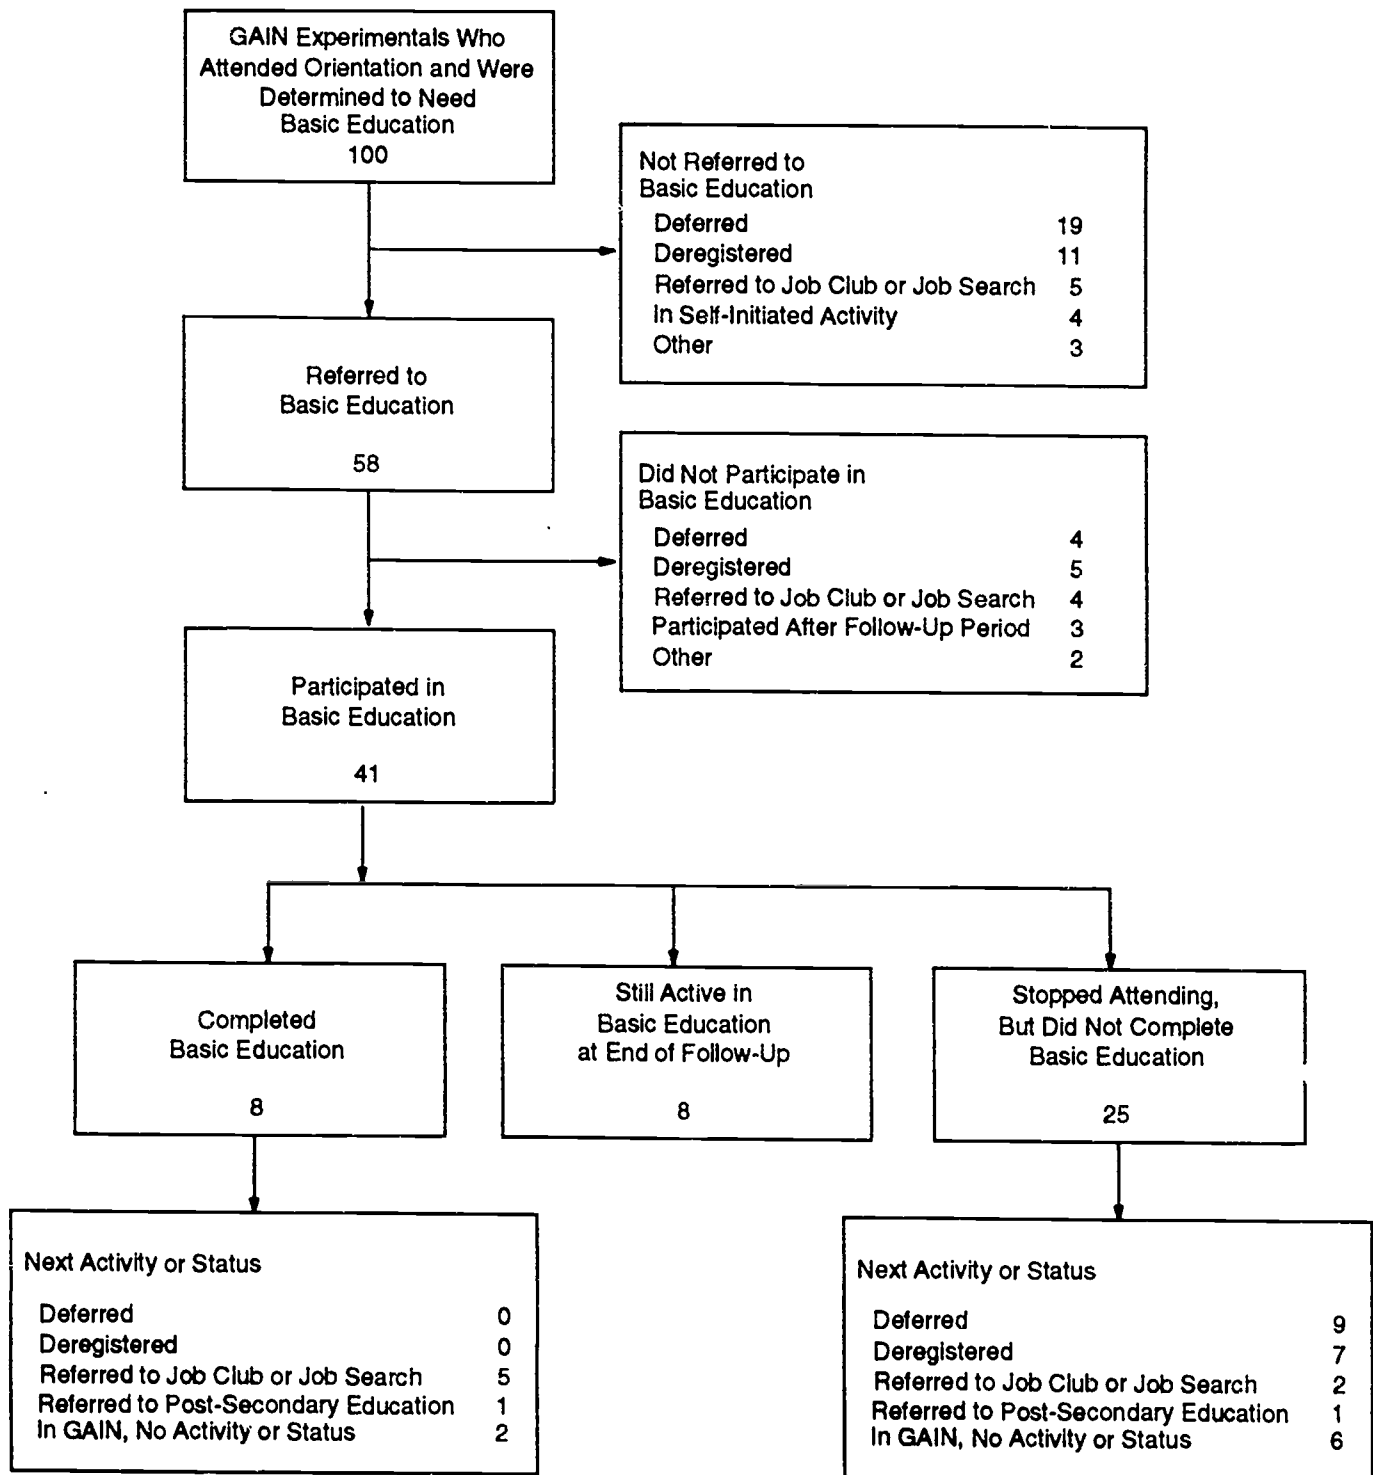 GAIN Experimentals Who
Attended Orientation and Were
Determined to Need
Basic Education
100
Not Referred to
Basic Education
Deferred 19
Deregistered 11
Referred to Job Club or Job Search 5
In Self-Initiated Activity 4
Other 3
Referred to
Basic Education
58
Did Not Participate in
Basic Education
Deferred 4
Deregistered 5
Referred to Job Club or Job Search 4
Participated After Follow-Up Period 3
Other 2
Participated in
Basic Education
41
Completed
Basic Education
8
Still Active in
Basic Education
at End of Follow-Up
8
Stopped Attending,
But Did Not Complete
Basic Education
25
Next Activity or Status
Deferred 0
Deregistered 0
Referred to Job Club or Job Search 5
Referred to Post-Secondary Education 1
In GAIN, No Activity or Status 2
Next Activity or Status
Deferred 9
Deregistered 7
Referred to Job Club or Job Search 2
Referred to Post-Secondary Education 1
In GAIN, No Activity or Status 6